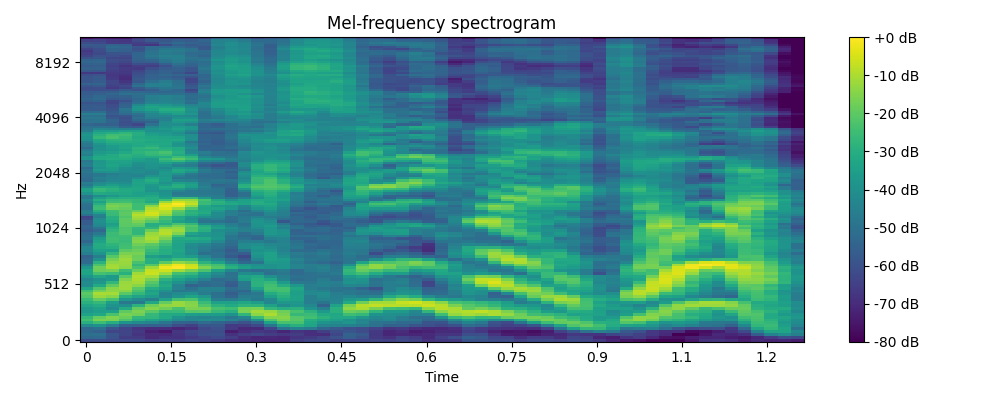 Mel-frequency spectrogram
8192
4096
2048
1024
512
0
Hz
0 0.15 0.3 0.45 0.6 0.75 0.9 1.1 1.2
Time
+0 dB
-10 dB
-20 dB
-30 dB
-40 dB
-50 dB
-60 dB
-70 dB
-80 dB